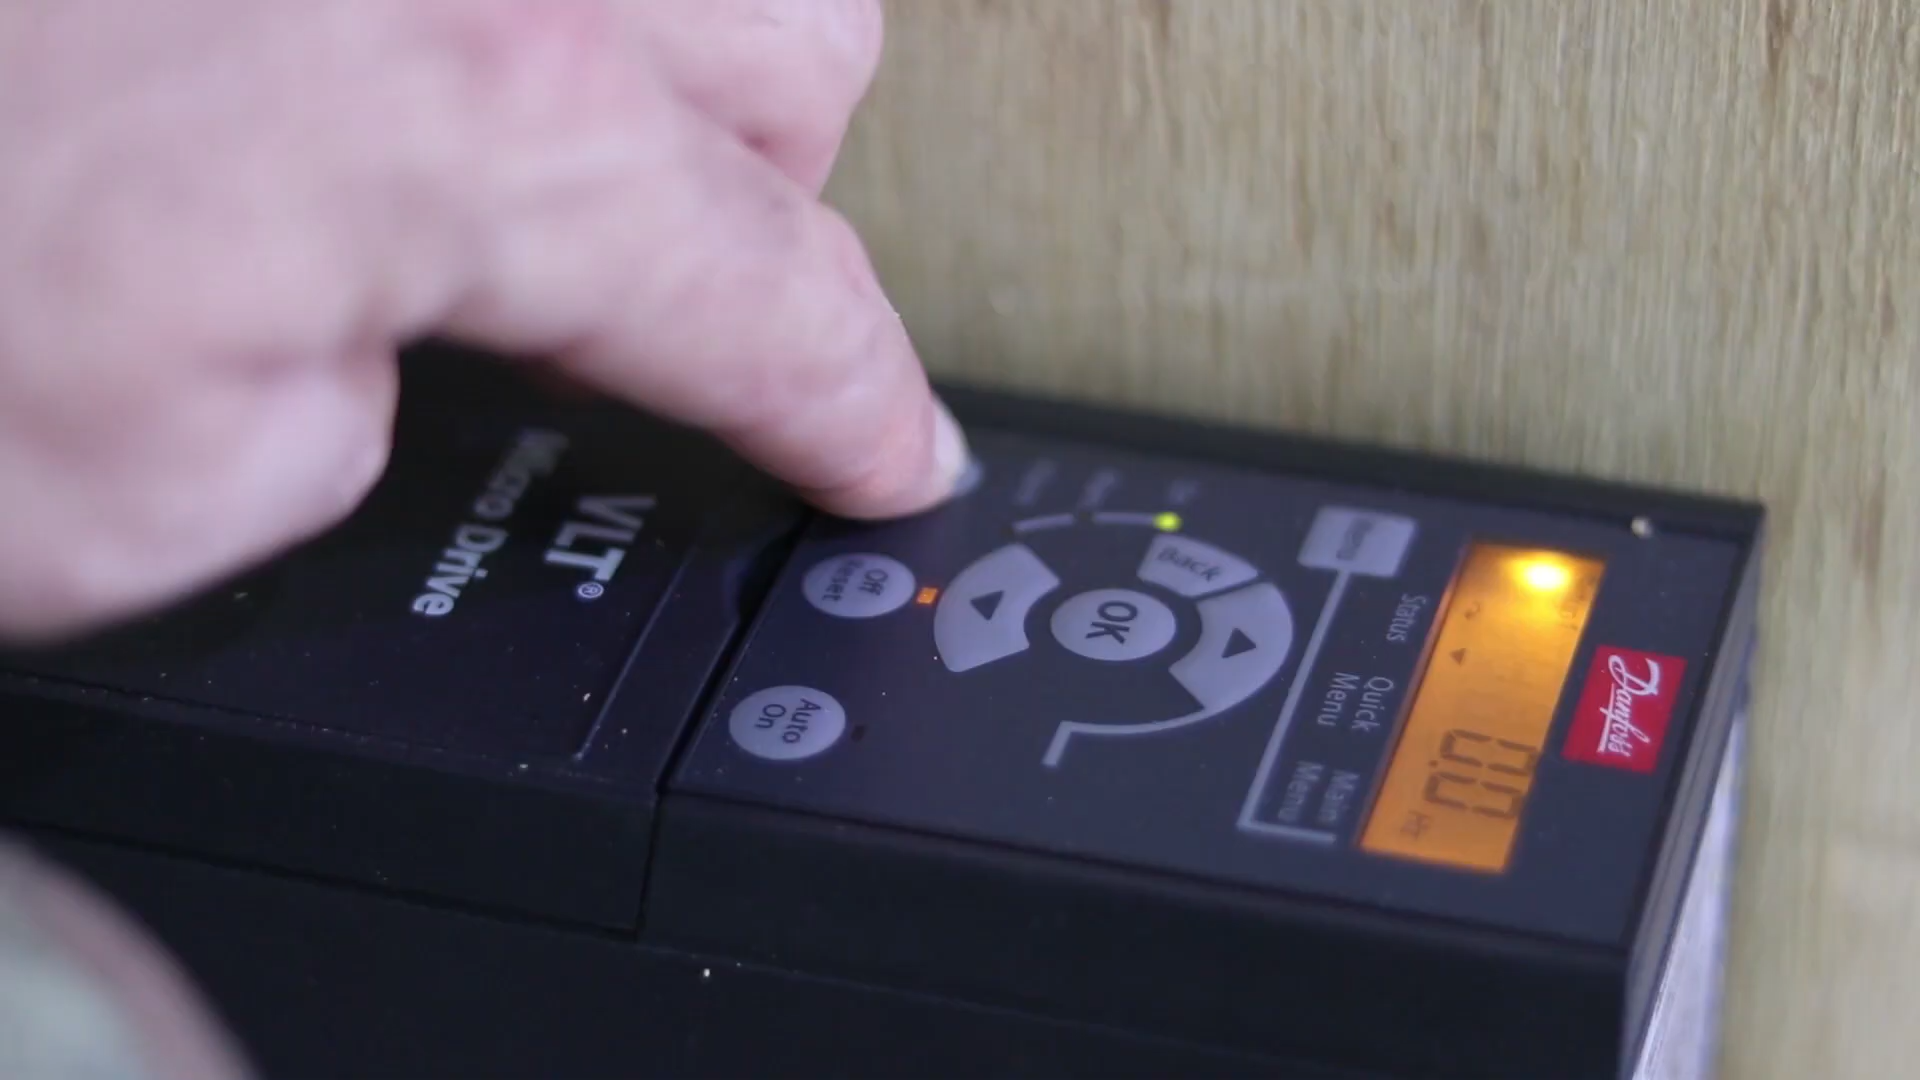 Danfoss
0.0
Hz
Status
Quick
Menu
Main
Menu
Menu
Back
OK
On
Off
Reset
Auto
On
VLT®
Micro Drive